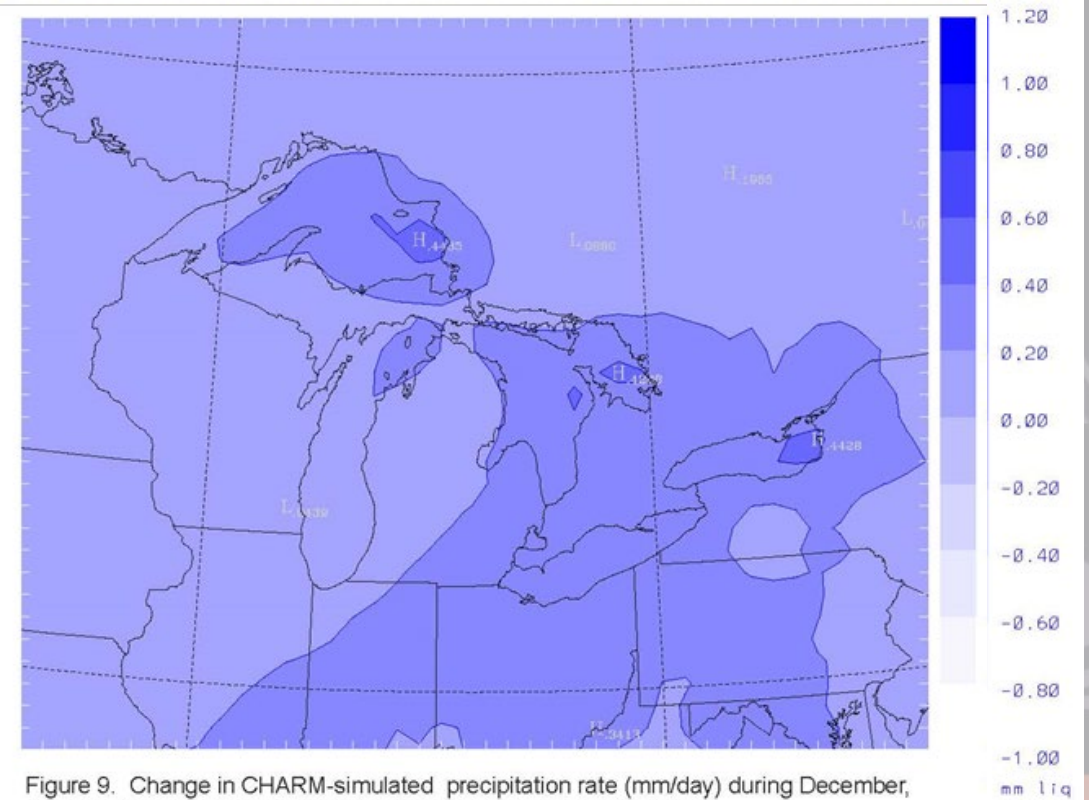 1.20
1.00
0.80
0.60
0.40
0.20
0.00
-0.20
-0.40
-0.60
-0.80
-1.00
mm liq
H
L
L
H
H
H.4428
L
H.3413
Figure 9. Change in CHARM-simulated precipitation rate (mm/day) during December,